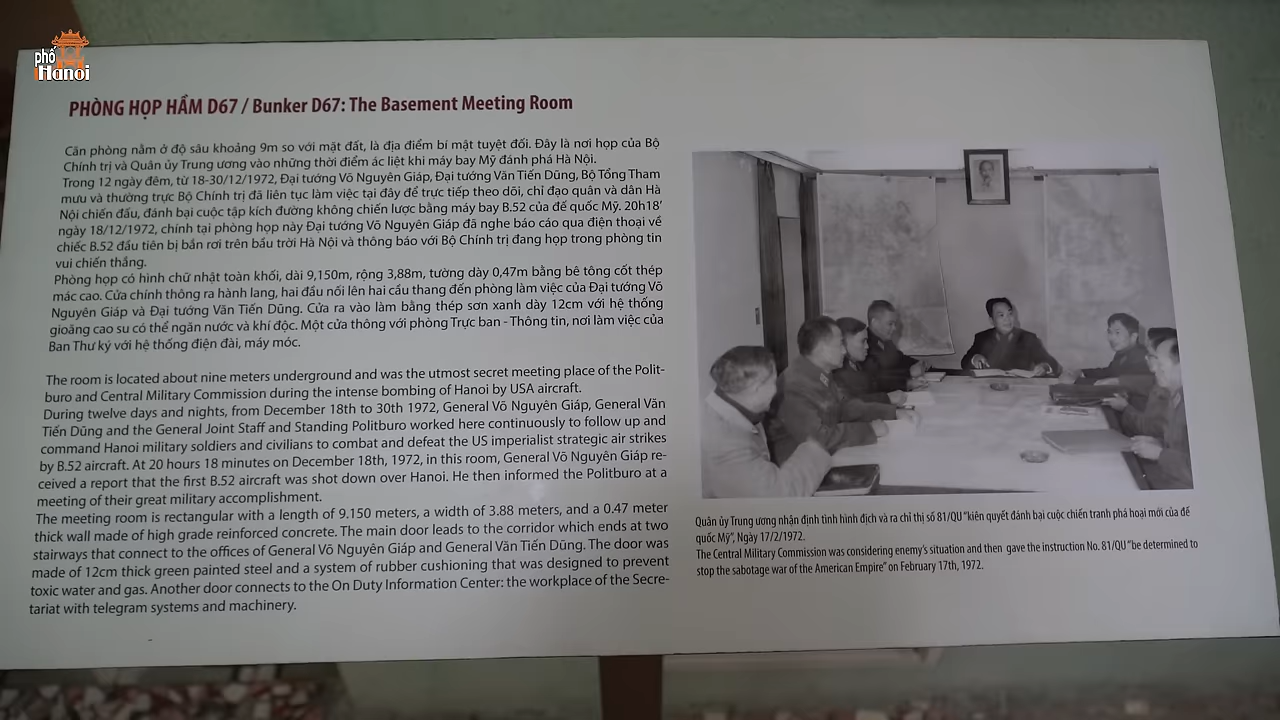 phố
Hanoi
PHÒNG HỌP HẦM D67 / Bunker D67: The Basement Meeting Room
Căn phòng nằm ở độ sâu khoảng 9m so với mặt đất, là địa điểm bí mật tuyệt đối. Đây là nơi họp của Bộ
Chính trị và Quân ủy Trung ương vào những thời điểm ác liệt khi máy bay Mỹ đánh phá Hà Nội.
Trong 12 ngày đêm, từ 18-30/12/1972, Đại tướng Võ Nguyên Giáp, Đại tướng Văn Tiến Dũng, Bộ Tổng Tham
mưu và thường trực Bộ Chính trị đã liên tục làm việc tại đây để trực tiếp theo dõi, chỉ đạo quân và dân Hà
Nội chiến đấu, đánh bại cuộc tập kích đường không chiến lược bằng máy bay B.52 của đế quốc Mỹ. 20h18'
ngày 18/12/1972, chính tại phòng họp này Đại tướng Võ Nguyên Giáp đã nghe báo cáo qua điện thoại về
chiếc B.52 đầu tiên bị bắn rơi trên bầu trời Hà Nội và thông báo với Bộ Chính trị đang họp trong phòng tin
vui chiến thắng.
Phòng họp có hình chữ nhật toàn khối, dài 9,150m, rộng 3,88m, tường dày 0,47m bằng bê tông cốt thép
mác cao. Cửa chính thông ra hành lang, hai đầu nối lên hai cầu thang đến phòng làm việc của Đại tướng Võ
Nguyên Giáp và Đại tướng Văn Tiến Dũng. Cửa ra vào làm bằng thép sơn xanh dày 12cm với hệ thống
gioăng cao su có thể ngăn nước và khí độc. Một cửa thông với phòng Trực ban - Thông tin, nơi làm việc của
Ban Thư ký với hệ thống điện đài, máy móc.
The room is located about nine meters underground and was the utmost secret meeting place of the Polit-
buro and Central Military Commission during the intense bombing of Hanoi by USA aircraft.
During twelve days and nights, from December 18th to 30th 1972, General Võ Nguyên Giáp, General Văn
Tiến Dũng and the General Joint Staff and Standing Politburo worked here continuously to follow up and
command Hanoi military soldiers and civilians to combat and defeat the US imperialist strategic air strikes
by B.52 aircraft. At 20 hours 18 minutes on December 18th, 1972, in this room, General Võ Nguyên Giáp re-
ceived a report that the first B.52 aircraft was shot down over Hanoi. He then informed the Politburo at a
meeting of their great military accomplishment.
The meeting room is rectangular with a length of 9.150 meters, a width of 3.88 meters, and a 0.47 meter
thick wall made of high grade reinforced concrete. The main door leads to the corridor which ends at two
stairways that connect to the offices of General Võ Nguyên Giáp and General Văn Tiến Dũng. The door was
made of 12cm thick green painted steel and a system of rubber cushioning that was designed to prevent
toxic water and gas. Another door connects to the On Duty Information Center: the workplace of the Secre-
tariat with telegram systems and machinery.
Quân ủy Trung ương nhận định tình hình địch và ra chỉ thị số 81/QU "kiên quyết đánh bại cuộc chiến tranh phá hoại mới của đế
quốc Mỹ", Ngày 17/2/1972.
The Central Military Commission was considering enemy's situation and then gave the instruction No. 81/QU "be determined to
stop the sabotage war of the American Empire" on February 17th, 1972.